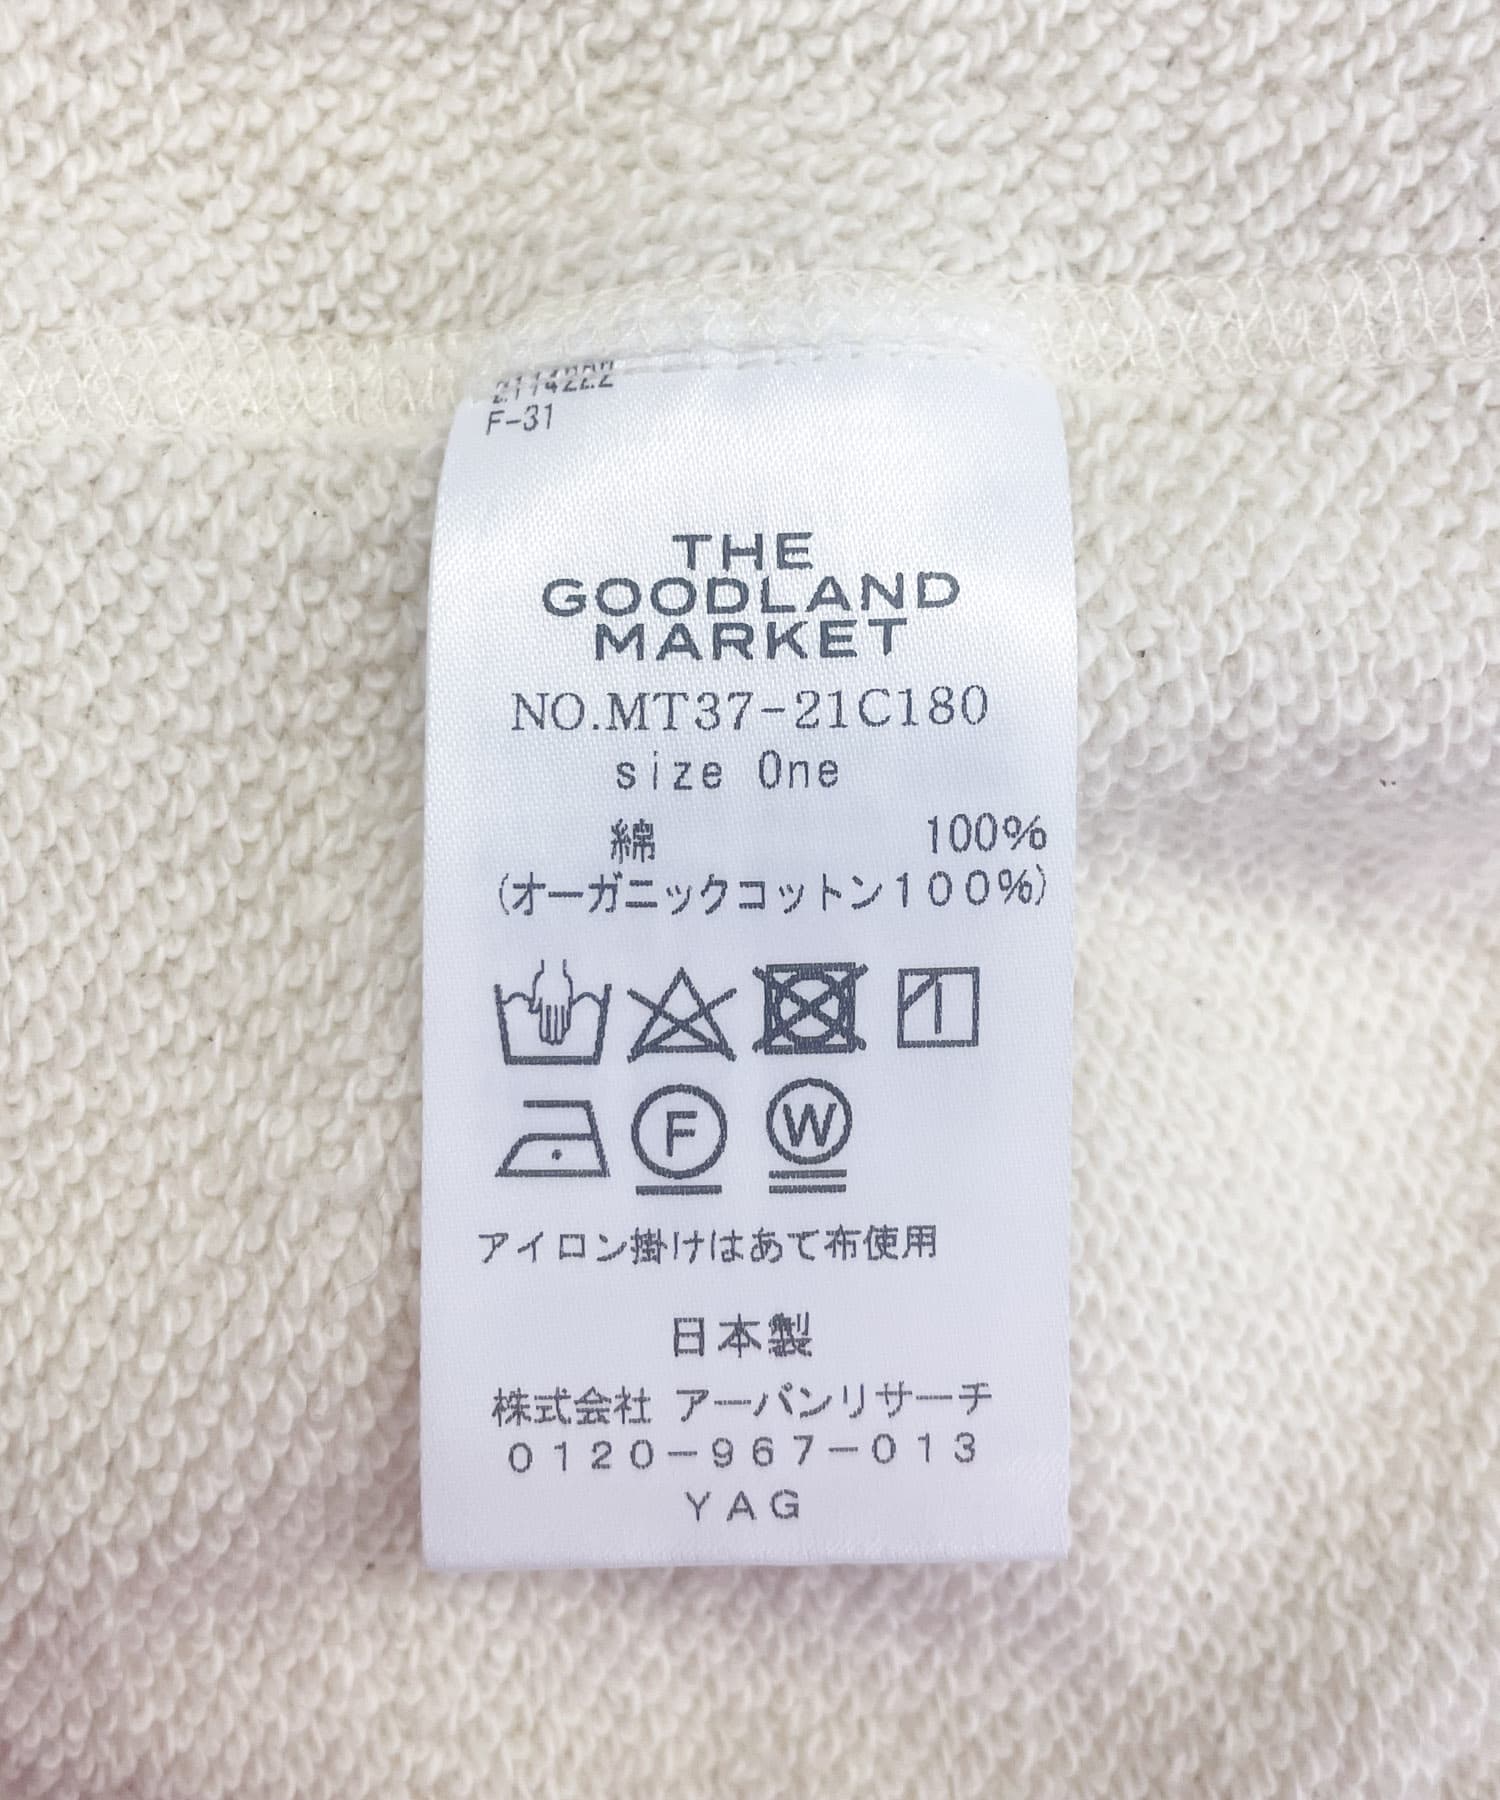 F-31
THE
GOODLAND
MARKET
NO.MT37-21C180
size One
綿 100%
(オーガニックコットン100%)
F
W
アイロン掛けはあて布使用
日本製
株式会社 アーバンリサーチ
0120-967-013
YAG